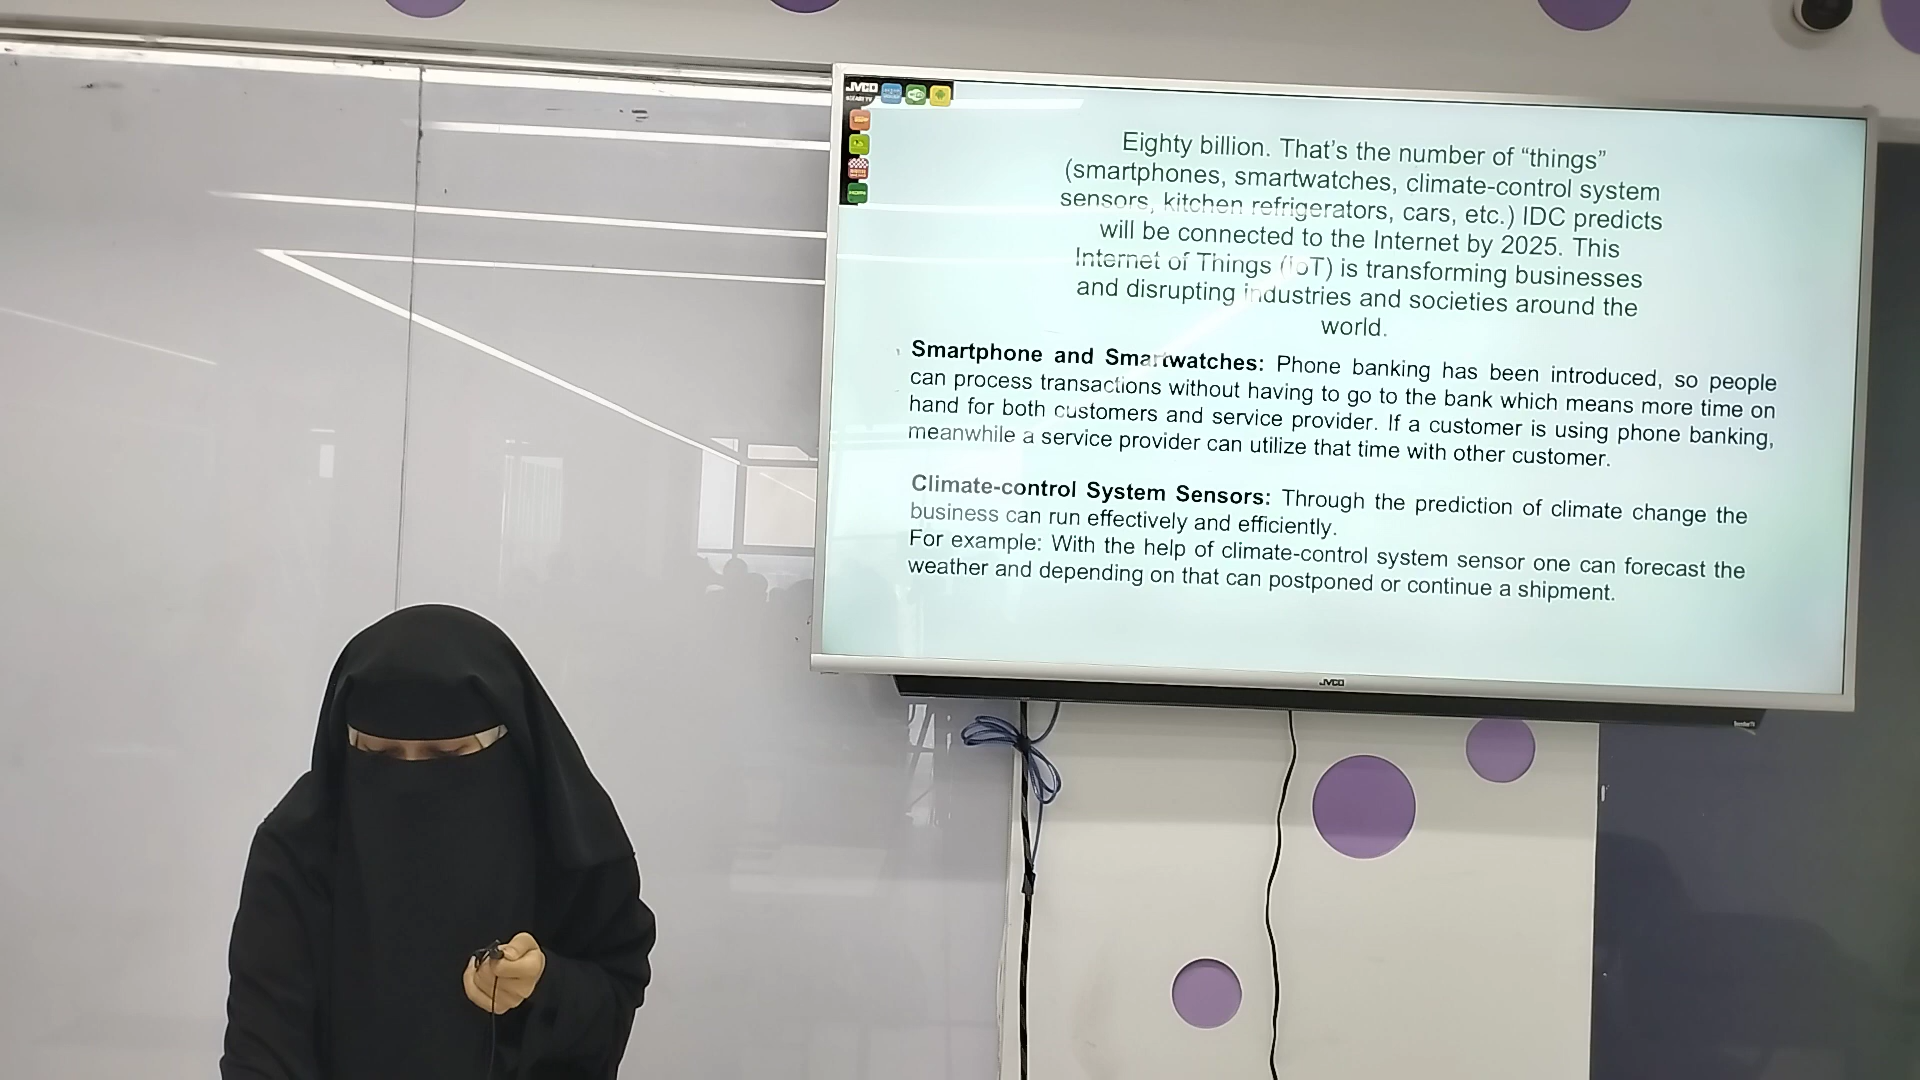 JVCO
Eighty billion. That’s the number of “things”
(smartphones, smartwatches, climate-control system
sensors, kitchen refrigerators, cars, etc.) IDC predicts
will be connected to the Internet by 2025. This
Internet of Things (IoT) is transforming businesses
and disrupting industries and societies around the
world.
Smartphone and Smartwatches: Phone banking has been introduced, so people
can process transactions without having to go to the bank which means more time on
hand for both customers and service provider. If a customer is using phone banking,
meanwhile a service provider can utilize that time with other customer.
Climate-control System Sensors: Through the prediction of climate change the
business can run effectively and efficiently.
For example: With the help of climate-control system sensor one can forecast the
weather and depending on that can postponed or continue a shipment.
JVCO